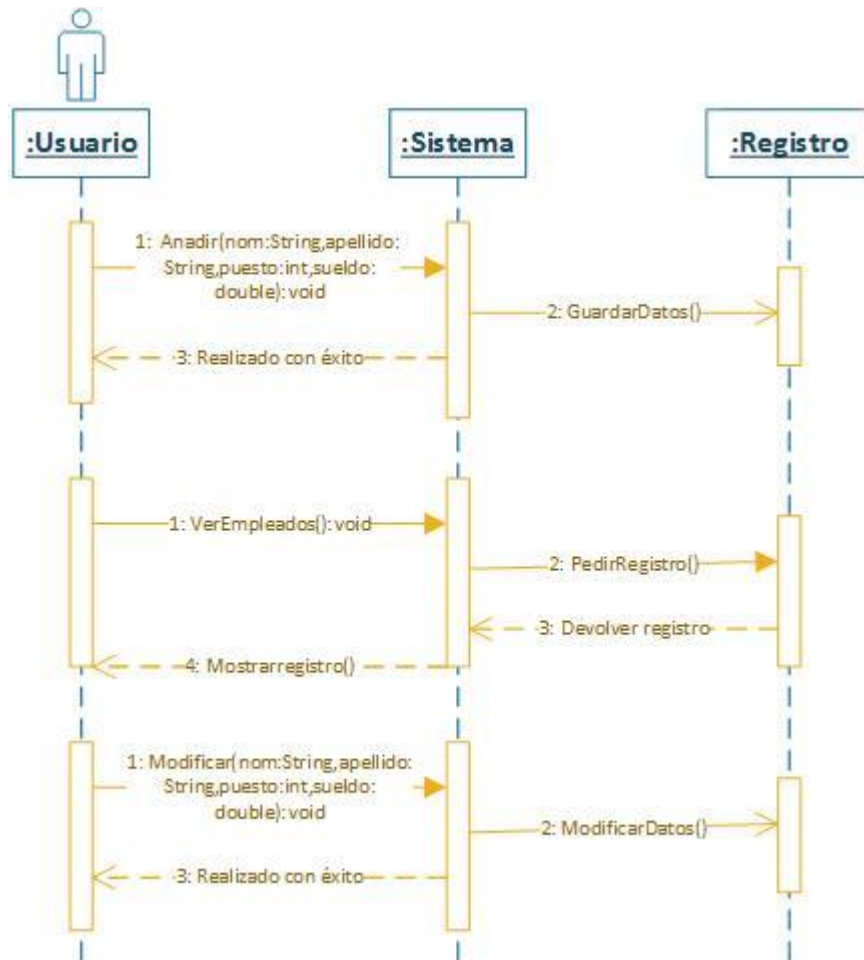 :Usuario
:Sistema
:Registro
1: Anadir(nom:String,apellido:
String,puesto:int,sueldo:
double): void
2: GuardarDatos()
3: Realizado con éxito
1: VerEmpleados(): void
2: PedirRegistro()
3: Devolver registro
4: Mostrarregistro()
1: Modificar(nom:String,apellido:
String,puesto:int,sueldo:
double): void
2: ModificarDatos()
3: Realizado con éxito